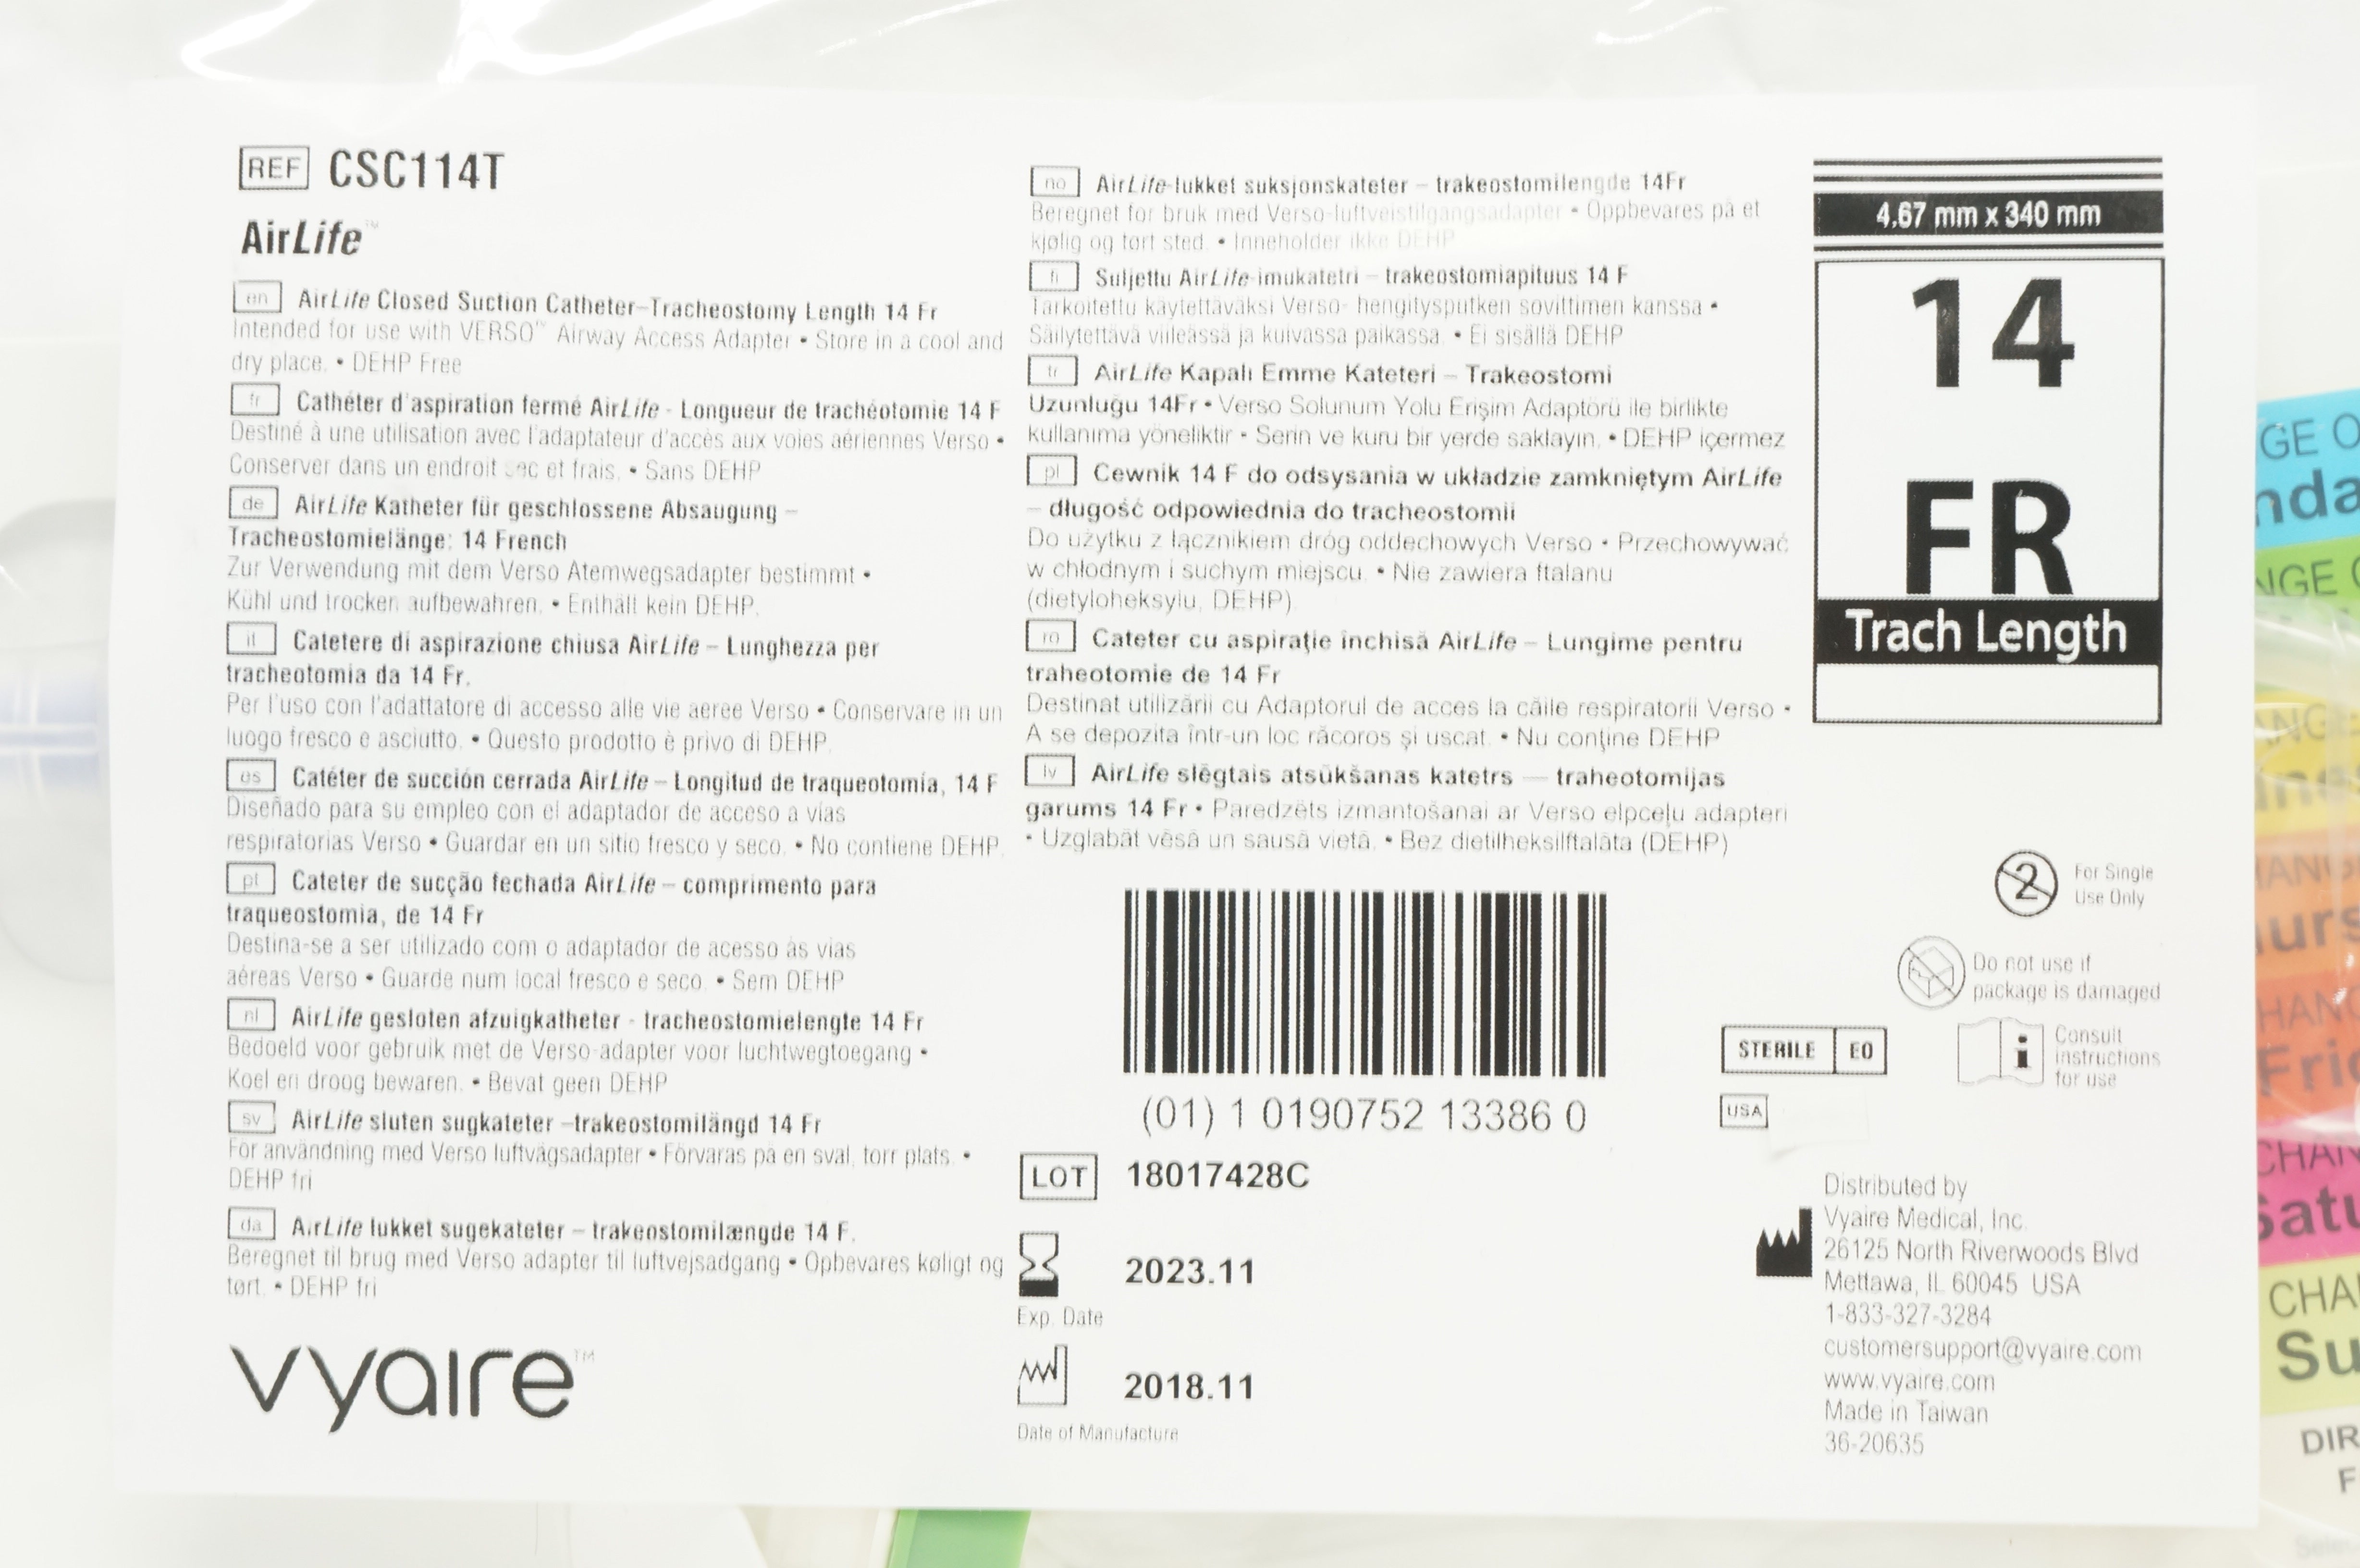 REF CSC114T
AirLife™
en AirLife Closed Suction Catheter–Tracheostomy Length 14 Fr
Intended for use with VERSO™ Airway Access Adapter • Store in a cool and
dry place. • DEHP Free
fr Cathéter d'aspiration fermé AirLife - Longueur de trachéotomie 14 F
Destiné à une utilisation avec l'adaptateur d'accès aux voies aériennes Verso •
Conserver dans un endroit sec et frais. • Sans DEHP
de AirLife Katheter für geschlossene Absaugung –
Tracheostomielänge: 14 French
Zur Verwendung mit dem Verso Atemwegsadapter bestimmt •
Kühl und trocken aufbewahren. • Enthält kein DEHP.
it Catetere di aspirazione chiusa AirLife – Lunghezza per
tracheotomia da 14 Fr.
Per l'uso con l'adattatore di accesso alle vie aeree Verso • Conservare in un
luogo fresco e asciutto. • Questo prodotto è privo di DEHP.
es Catéter de succión cerrada AirLife – Longitud de traqueotomía, 14 F
Diseñado para su empleo con el adaptador de acceso a vías
respiratorias Verso • Guardar en un sitio fresco y seco. • No contiene DEHP.
pt Cateter de sucção fechada AirLife – comprimento para
traqueostomia, de 14 Fr
Destina-se a ser utilizado com o adaptador de acesso às vias
aéreas Verso • Guarde num local fresco e seco. • Sem DEHP
nl AirLife gesloten afzuigkatheter - tracheostomielengte 14 Fr
Bedoeld voor gebruik met de Verso-adapter voor luchtwegtoegang •
Koel en droog bewaren. • Bevat geen DEHP
sv AirLife sluten sugkateter –trakeostomilängd 14 Fr
För användning med Verso luftvägsadapter • Förvaras på en sval, torr plats. •
DEHP fri
da AirLife lukket sugekateter – trakeostomilængde 14 F.
Beregnet til brug med Verso adapter til luftvejsadgang • Opbevares køligt og
tørt. • DEHP fri
vyaire™
no AirLife-lukket suksjonskateter – trakeostomilengde 14Fr
Beregnet for bruk med Verso-luftveistilgangsadapter • Oppbevares på et
kjølig og tørt sted. • Inneholder ikke DEHP
fi Suljettu AirLife-imukatetri – trakeostomiapituus 14 F
Tarkoitettu käytettäväksi Verso- hengitysputken sovittimen kanssa •
Säilytettävä viileässä ja kuivassa paikassa. • Ei sisällä DEHP
tr AirLife Kapalı Emme Kateteri – Trakeostomi
Uzunluğu 14Fr • Verso Solunum Yolu Erişim Adaptörü ile birlikte
kullanıma yöneliktir • Serin ve kuru bir yerde saklayın. • DEHP içermez
pl Cewnik 14 F do odsysania w układzie zamkniętym AirLife
– długość odpowiednia do tracheostomii
Do użytku z łącznikiem dróg oddechowych Verso • Przechowywać
w chłodnym i suchym miejscu. • Nie zawiera ftalanu
(dietyloheksylu, DEHP)
ro Cateter cu aspiraţie închisă AirLife – Lungime pentru
traheotomie de 14 Fr
Destinat utilizării cu Adaptorul de acces la căile respiratorii Verso •
A se depozita într-un loc răcoros şi uscat. • Nu conţine DEHP
lv AirLife slēgtais atsūkšanas katetrs — traheotomijas
garums 14 Fr • Paredzēts izmantošanai ar Verso elpceļu adapteri
• Uzglabāt vēsā un sausā vietā. • Bez dietilheksilftalāta (DEHP)
(01) 1 0190752 13386 0
LOT 18017428C
2023.11
Exp. Date
2018.11
Date of Manufacture
4.67 mm x 340 mm
14
FR
Trach Length
2 For Single
Use Only
Do not use if
package is damaged
STERILE EO
i Consult
instructions
for use
USA
Distributed by
Vyaire Medical, Inc.
26125 North Riverwoods Blvd
Mettawa, IL 60045 USA
1-833-327-3284
customersupport@vyaire.com
www.vyaire.com
Made in Taiwan
36-20635
GE O
nda
NGE
ANG
nes
HANG
urs
HANG
Fri
CHAN
Satu
CHA
Su
DIR
F